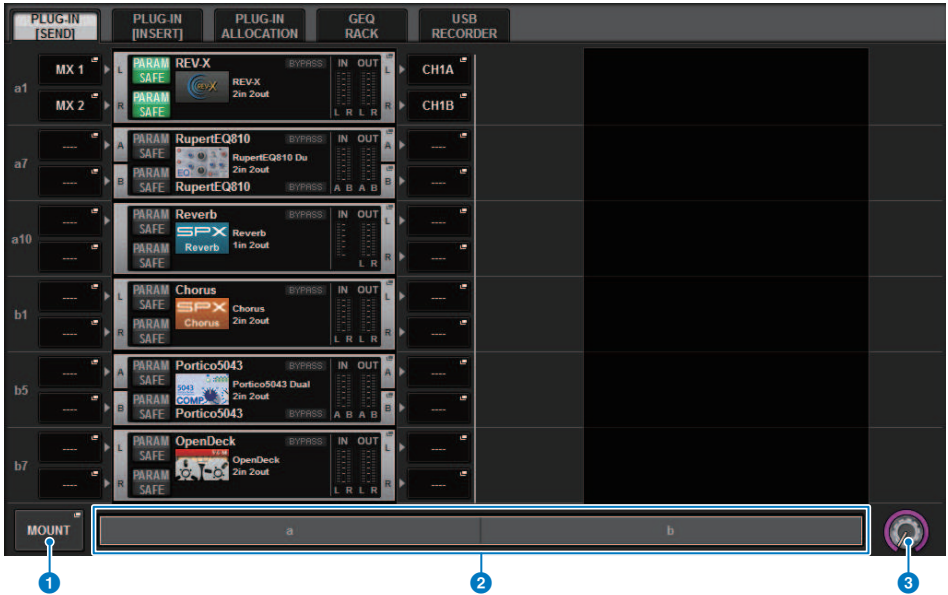 PLUG-IN [SEND]
PLUG-IN [INSERT]
PLUG-IN ALLOCATION
GEQ RACK
USB RECORDER
a1
MX 1
MX 2
L
R
PARAM SAFE
PARAM SAFE
REV-X
BYPASS
REV-X
REV-X
2in 2out
IN OUT
L R L R
L
R
CH1A
CH1B
a7
----
----
A
B
PARAM SAFE
PARAM SAFE
RupertEQ810
BYPASS
EQ
RupertEQ810 Du
2in 2out
RupertEQ810
BYPASS
IN OUT
A B A B
A
B
----
----
a10
----
----
PARAM SAFE
PARAM SAFE
Reverb
BYPASS
SPX
Reverb
Reverb
1in 2out
IN OUT
L R
L
R
----
----
b1
----
----
L
R
PARAM SAFE
PARAM SAFE
Chorus
BYPASS
SPX
Chorus
Chorus
2in 2out
IN OUT
L R L R
L
R
----
----
b5
----
----
A
B
PARAM SAFE
PARAM SAFE
Portico5043
BYPASS
5043
COMP
Portico5043 Dual
2in 2out
Portico5043
BYPASS
IN OUT
A B A B
A
B
----
----
b7
----
----
L
R
PARAM SAFE
PARAM SAFE
OpenDeck
BYPASS
OpenDeck
2in 2out
IN OUT
L R L R
L
R
----
----
MOUNT
a
b
1
2
3